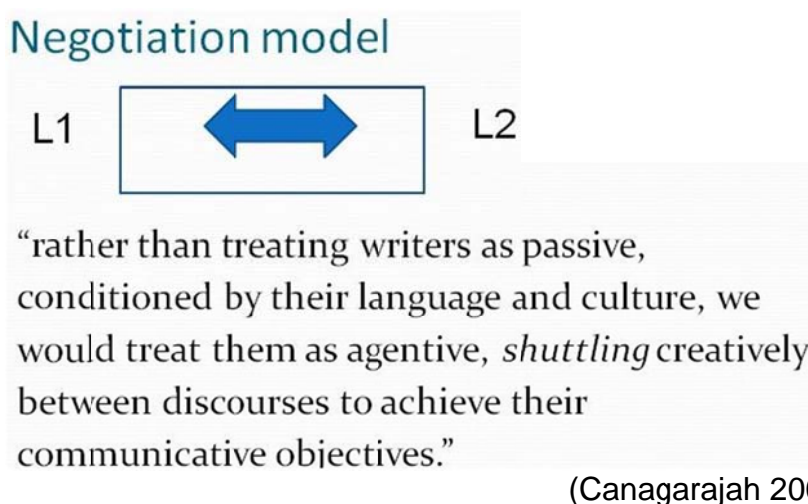 Negotiation model
L1 L2
“rather than treating writers as passive,
conditioned by their language and culture, we
would treat them as agentive, shuttling creatively
between discourses to achieve their
communicative objectives.”
(Canagarajah